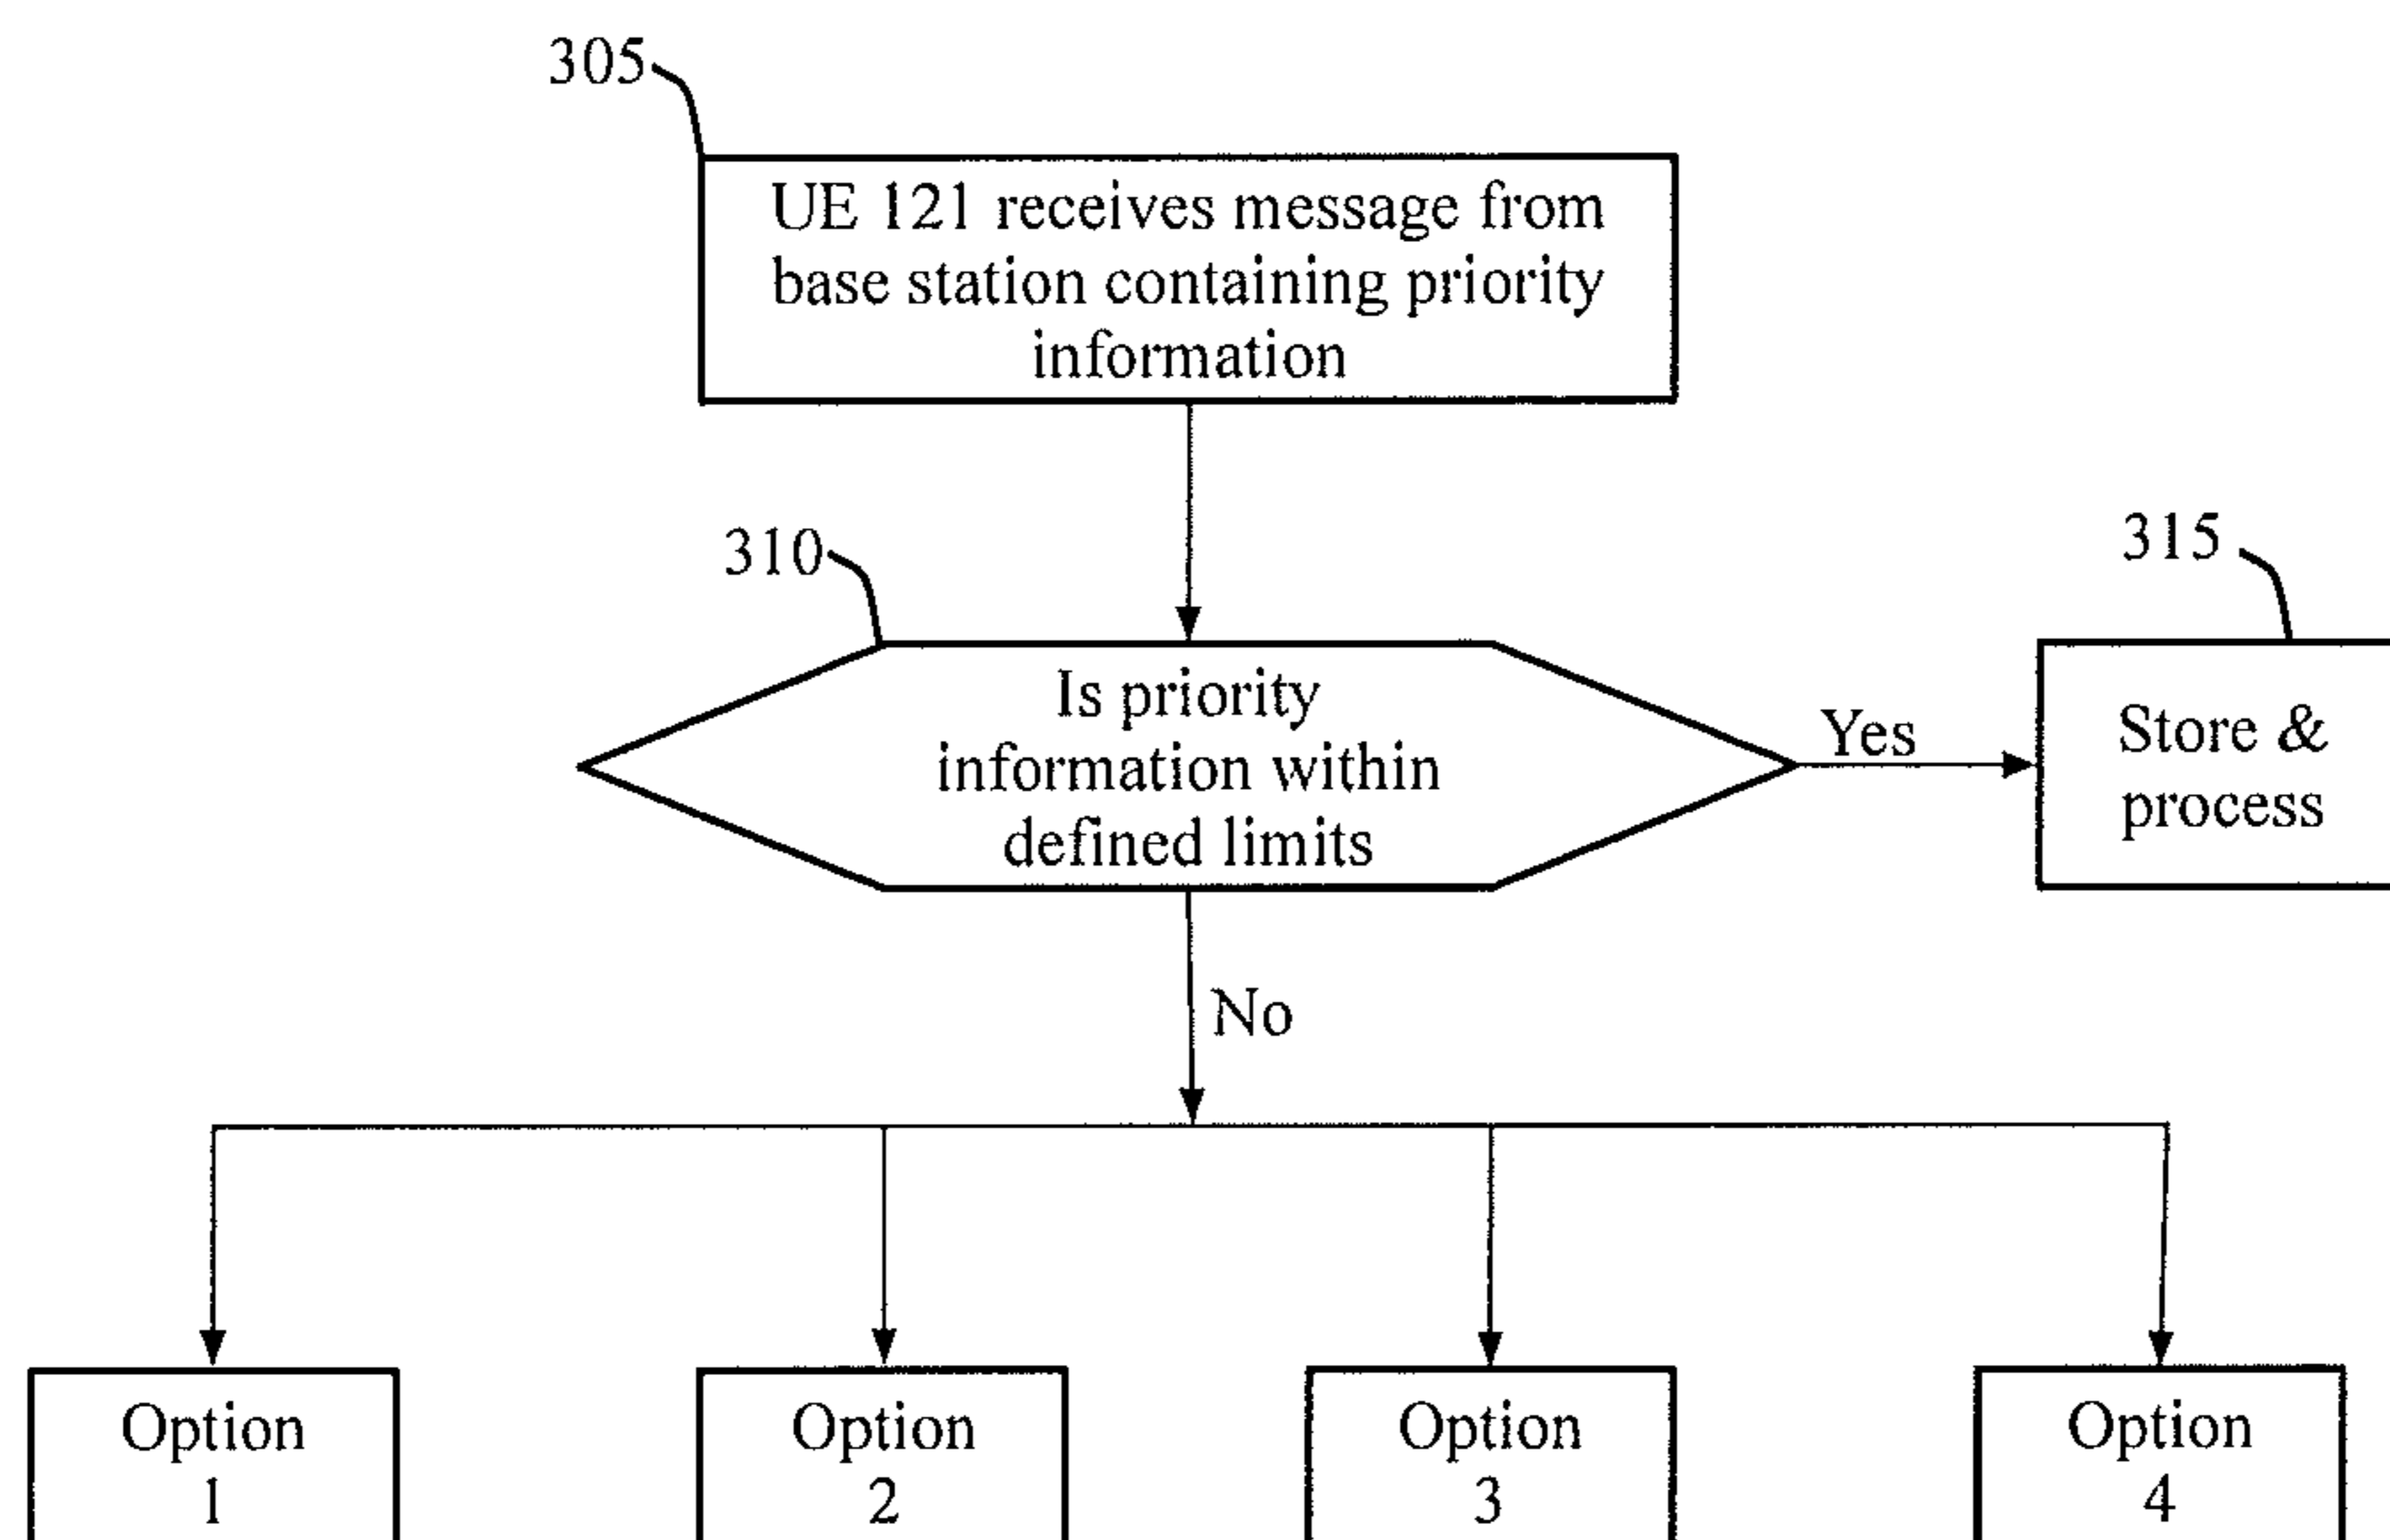 305
UE 121 receives message from
base station containing priority
information
310
315
Is priority
information within
defined limits
Yes
Store &
process
No
Option
1
Option
2
Option
3
Option
4